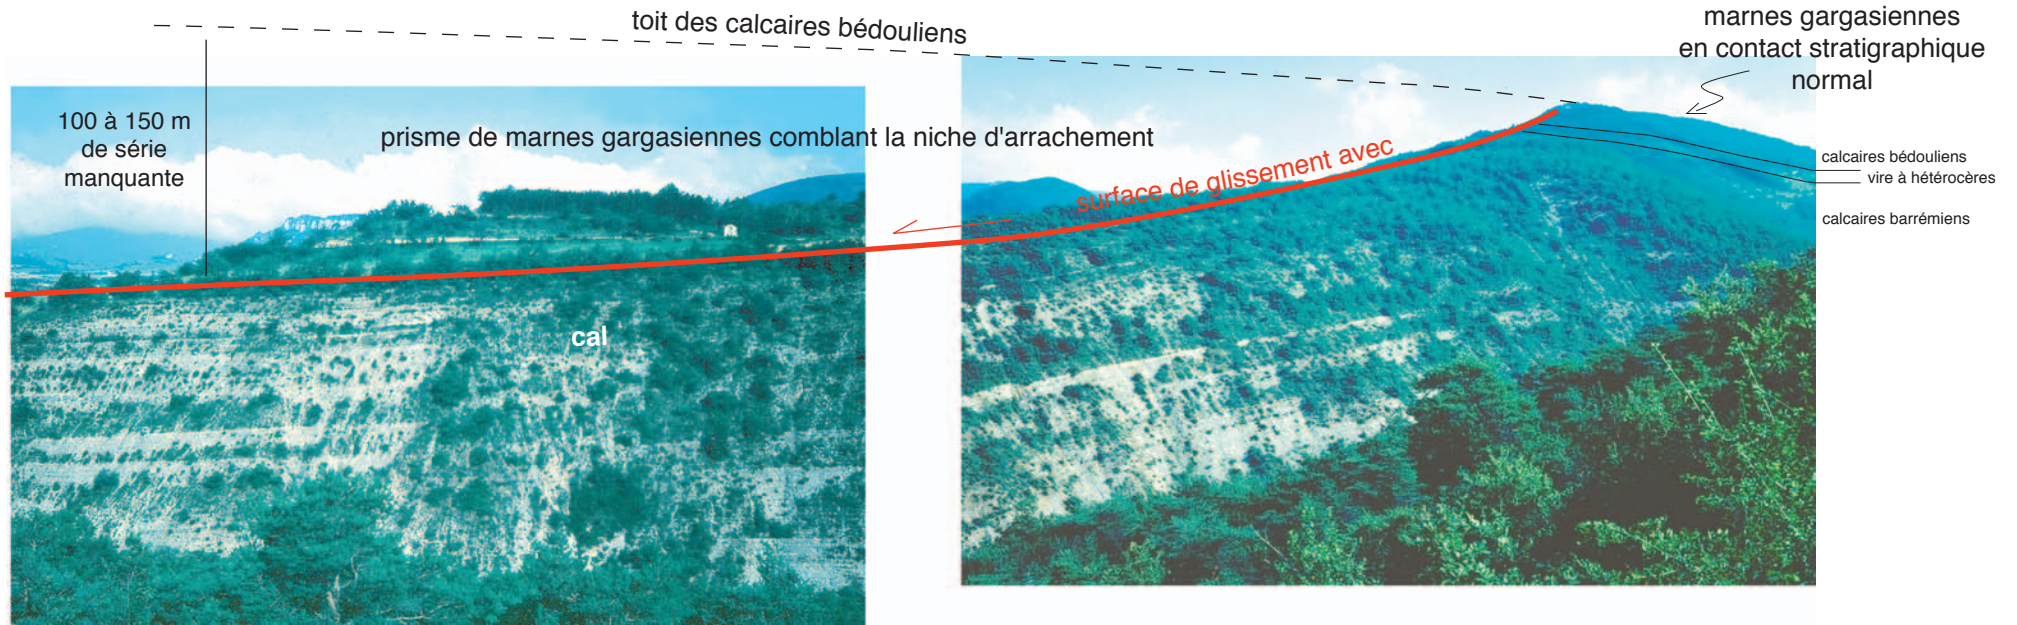 toit des calcaires bédouliens
marnes gargasiennes
en contact stratigraphique
normal
100 à 150 m
de série
manquante
prisme de marnes gargasiennes comblant la niche d'arrachement
surface de glissement avec
calcaires bédouliens
vire à hétérocères
calcaires barrémiens
cal